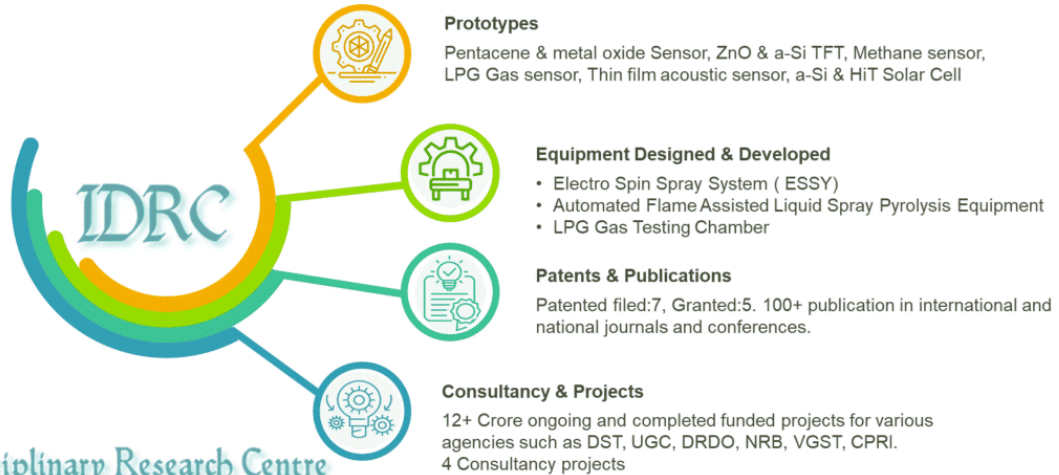 Prototypes
Pentacene & metal oxide Sensor, ZnO & a-Si TFT, Methane sensor,
LPG Gas sensor, Thin film acoustic sensor, a-Si & HiT Solar Cell
IDRC
Equipment Designed & Developed
• Electro Spin Spray System ( ESSY)
• Automated Flame Assisted Liquid Spray Pyrolysis Equipment
• LPG Gas Testing Chamber
Patents & Publications
Patented filed:7, Granted:5. 100+ publication in international and
national journals and conferences.
Consultancy & Projects
12+ Crore ongoing and completed funded projects for various
agencies such as DST, UGC, DRDO, NRB, VGST, CPRI.
4 Consultancy projects
iplinary Research Centre